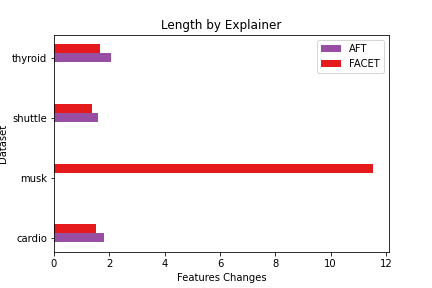 Length by Explainer
AFT
FACET
thyroid
shuttle
musk
cardio
Dataset
0 2 4 6 8 10 12
Features Changes